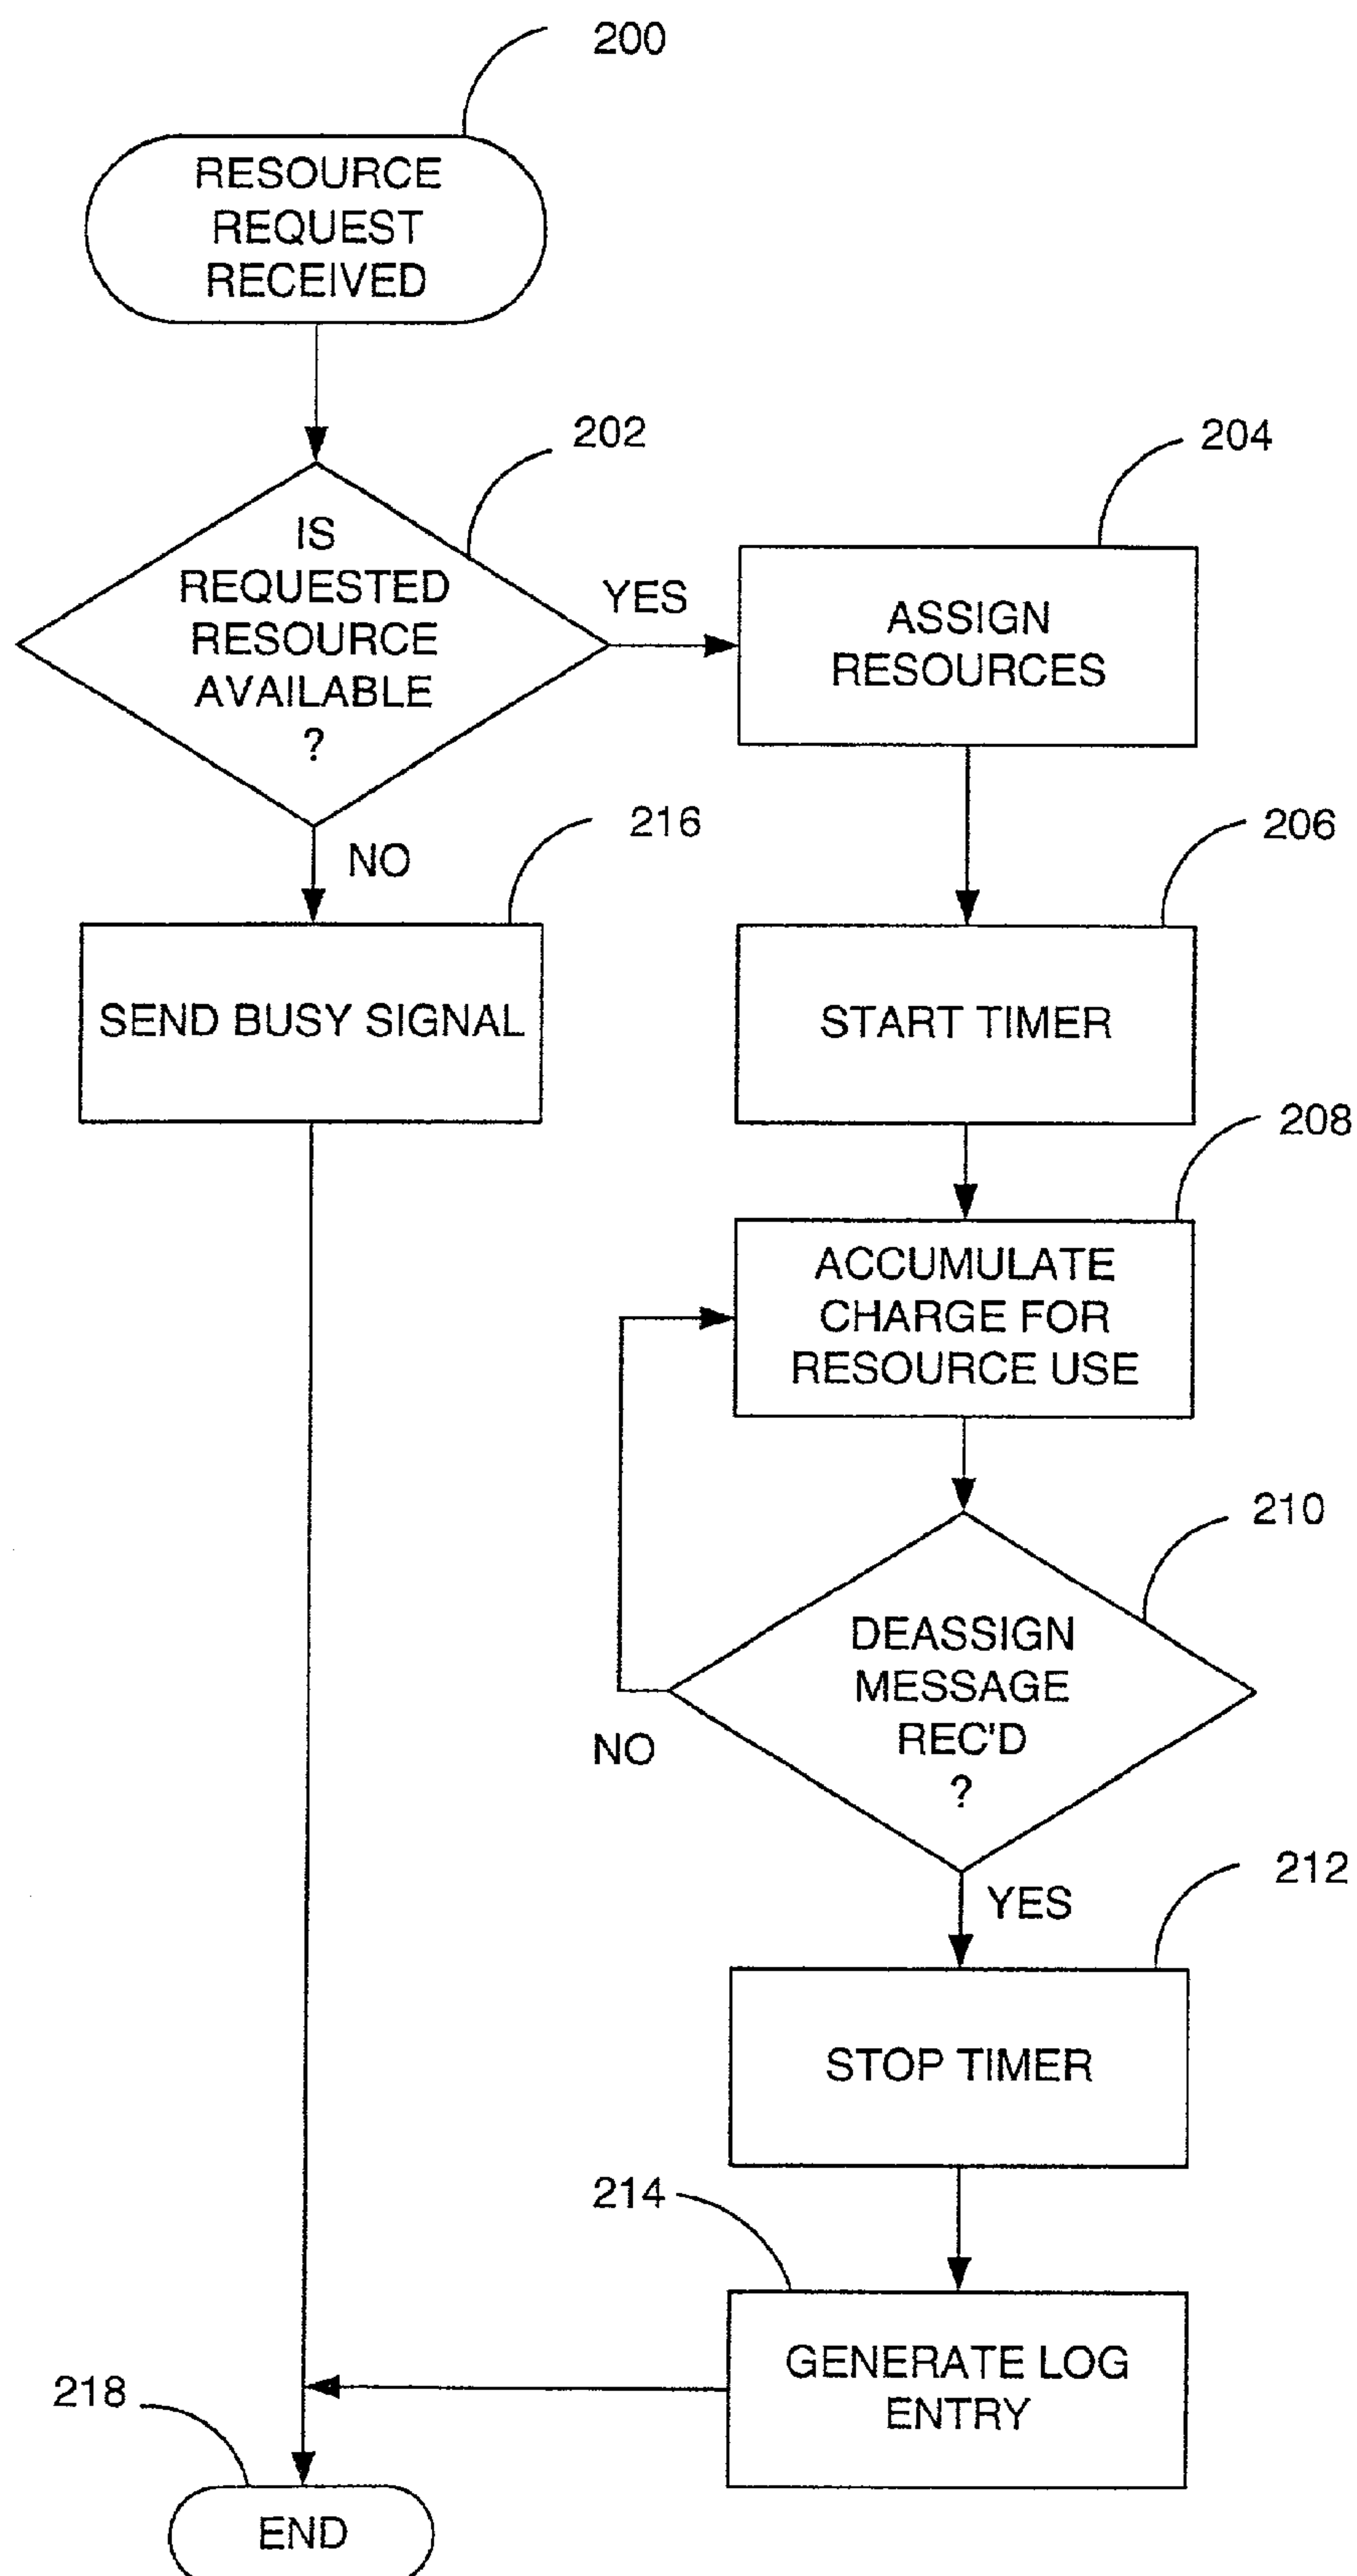 200
RESOURCE
REQUEST
RECEIVED
202
IS
REQUESTED
RESOURCE
AVAILABLE
?
YES
204
ASSIGN
RESOURCES
NO
216
SEND BUSY SIGNAL
206
START TIMER
208
ACCUMULATE
CHARGE FOR
RESOURCE USE
210
DEASSIGN
MESSAGE
REC'D
?
NO
YES
212
STOP TIMER
214
GENERATE LOG
ENTRY
218
END